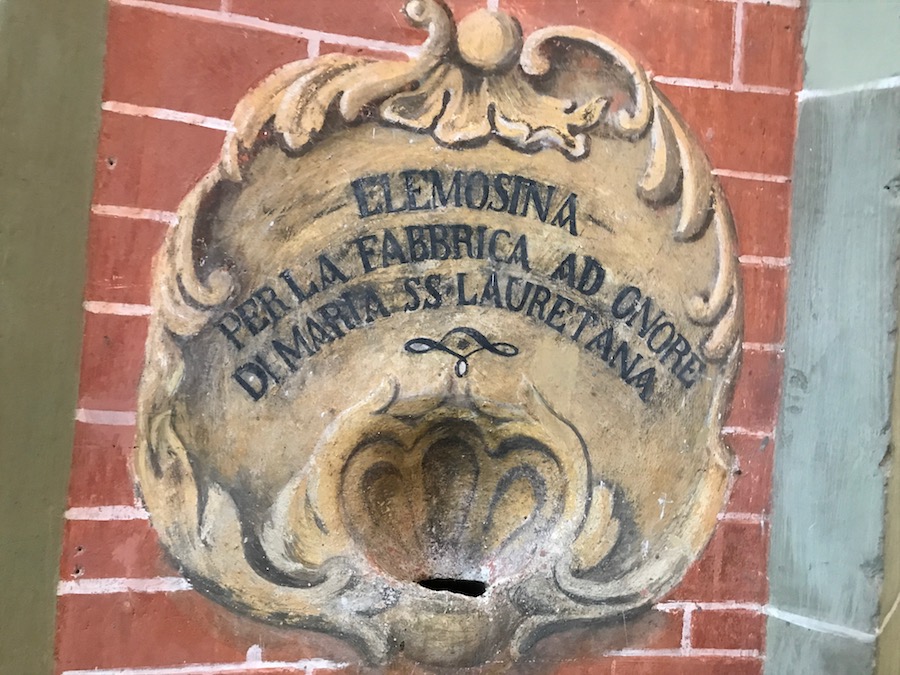 ELEMOSINA
PER LA FABBRICA AD ONORE
DI MARIA SS LAURETANA